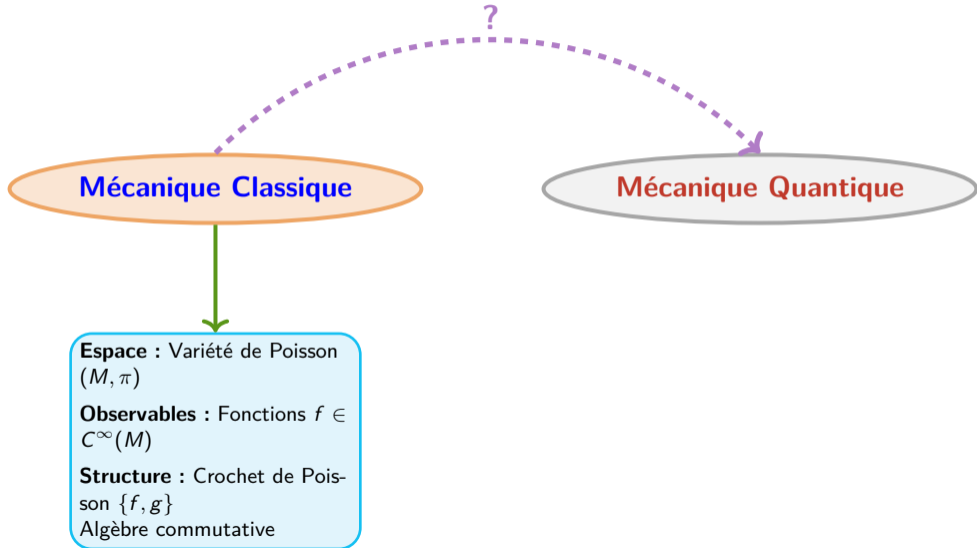 ?
Mécanique Classique
Mécanique Quantique
Espace : Variété de Poisson
(M, π)
Observables : Fonctions f ∈
C∞(M)
Structure : Crochet de Pois-
son {f, g}
Algèbre commutative